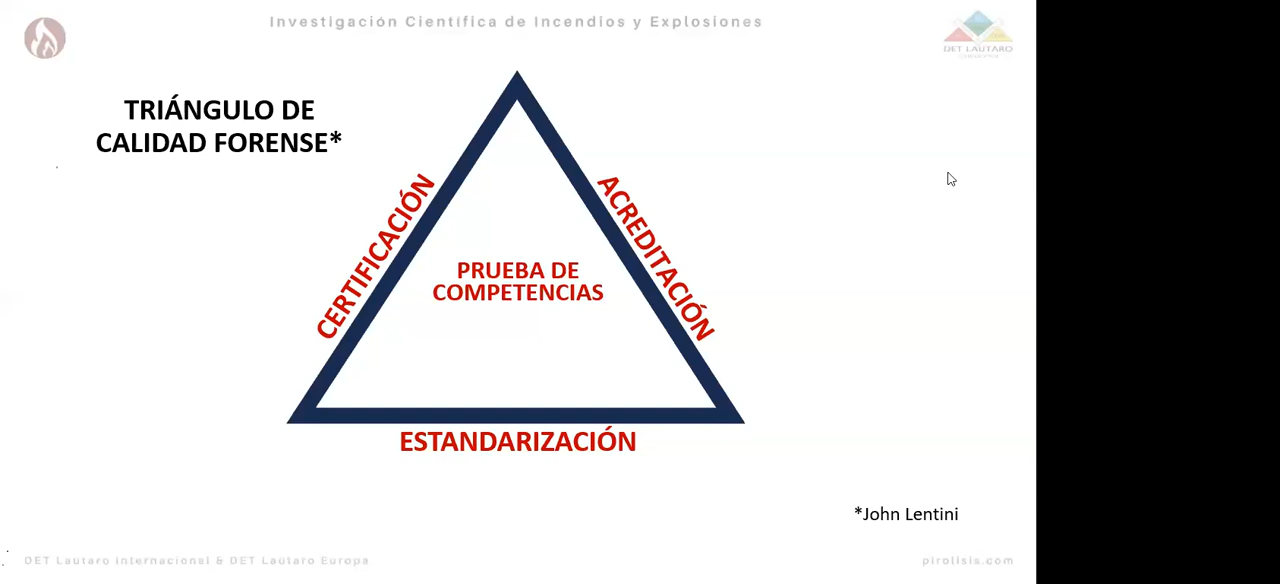 Investigación Científica de Incendios y Explosiones
DET LAUTARO
TRIÁNGULO DE
CALIDAD FORENSE*
CERTIFICACIÓN
ACREDITACIÓN
PRUEBA DE
COMPETENCIAS
ESTANDARIZACIÓN
*John Lentini
DET Lautaro Internacional & DET Lautaro Europa
pirolisis.com